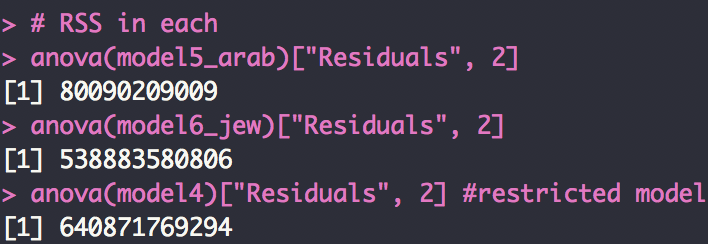 > # RSS in each
> anova(model5_arab)["Residuals", 2]
[1] 80090209009
> anova(model6_jew)["Residuals", 2]
[1] 538883580806
> anova(model4)["Residuals", 2] #restricted model
[1] 640871769294